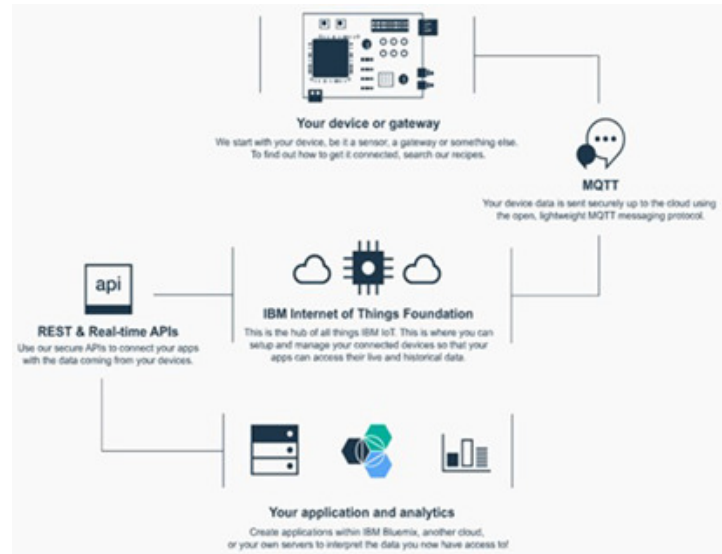 Your device or gateway
We start with your device, be it a sensor, a gateway or something else.
To find out how to get it connected, search our recipes.
MQTT
Your device data is sent securely up to the cloud using
the open, lightweight MQTT messaging protocol.
api
REST & Real-time APIs
Use our secure APIs to connect your apps
with the data coming from your devices.
IBM Internet of Things Foundation
This is the hub of all things IBM IoT. This is where you can
setup and manage your connected devices so that your
apps can access their live and historical data.
Your application and analytics
Create applications within IBM Bluemix, another cloud,
or your own servers to interpret the data you now have access to!